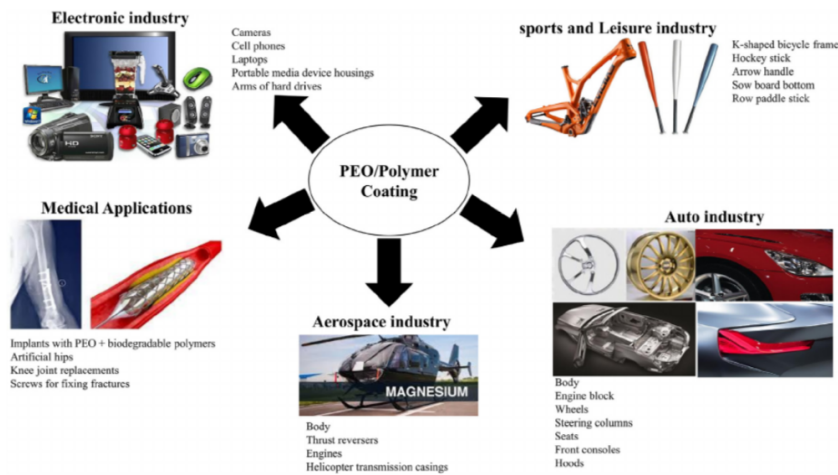 Electronic industry
Cameras
Cell phones
Laptops
Portable media device housings
Arms of hard drives
sports and Leisure industry
K-shaped bicycle frame
Hockey stick
Arrow handle
Sow board bottom
Row paddle stick
PEO/Polymer
Coating
Medical Applications
Implants with PEO + biodegradable polymers
Artificial hips
Knee joint replacements
Screws for fixing fractures
Aerospace industry
MAGNESIUM
Body
Thrust reversers
Engines
Helicopter transmission casings
Auto industry
Body
Engine block
Wheels
Steering columns
Seats
Front consoles
Hoods
HD